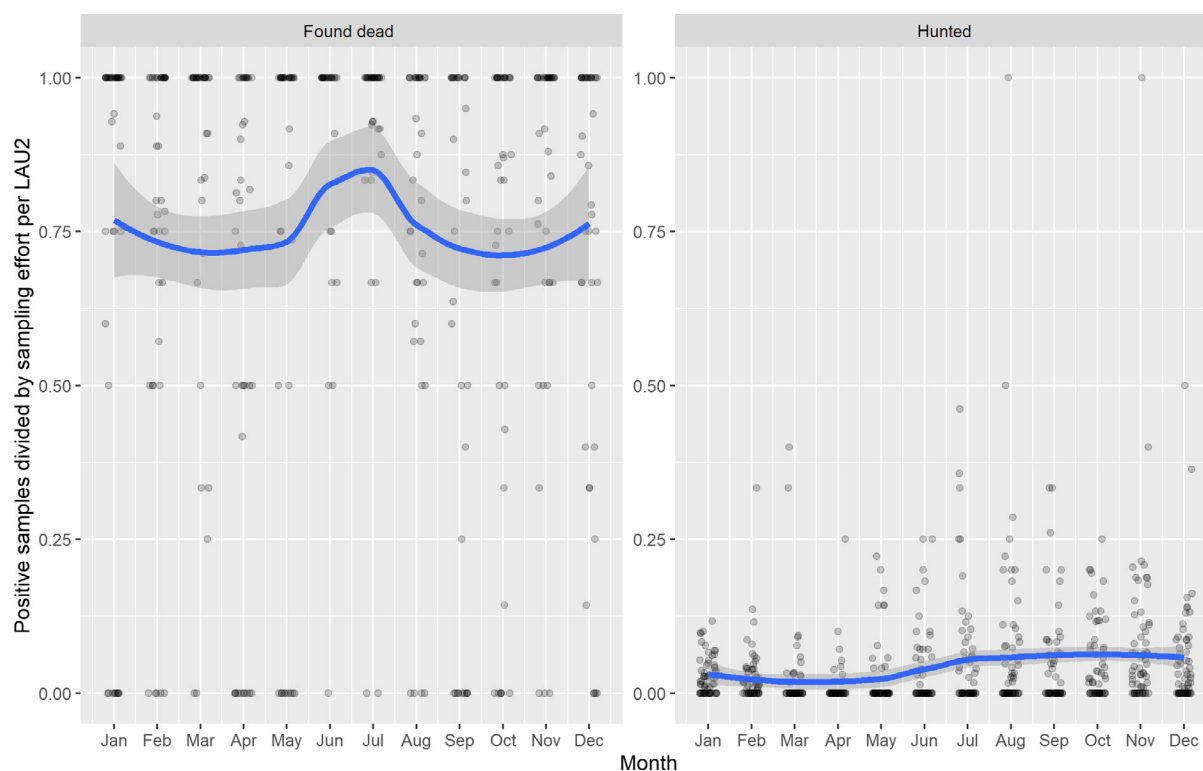 Found dead
Hunted
Positive samples divided by sampling effort per LAU2
1.00
0.75
0.50
0.25
0.00
1.00
0.75
0.50
0.25
0.00
Jan Feb Mar Apr May Jun Jul Aug Sep Oct Nov Dec
Jan Feb Mar Apr May Jun Jul Aug Sep Oct Nov Dec
Month